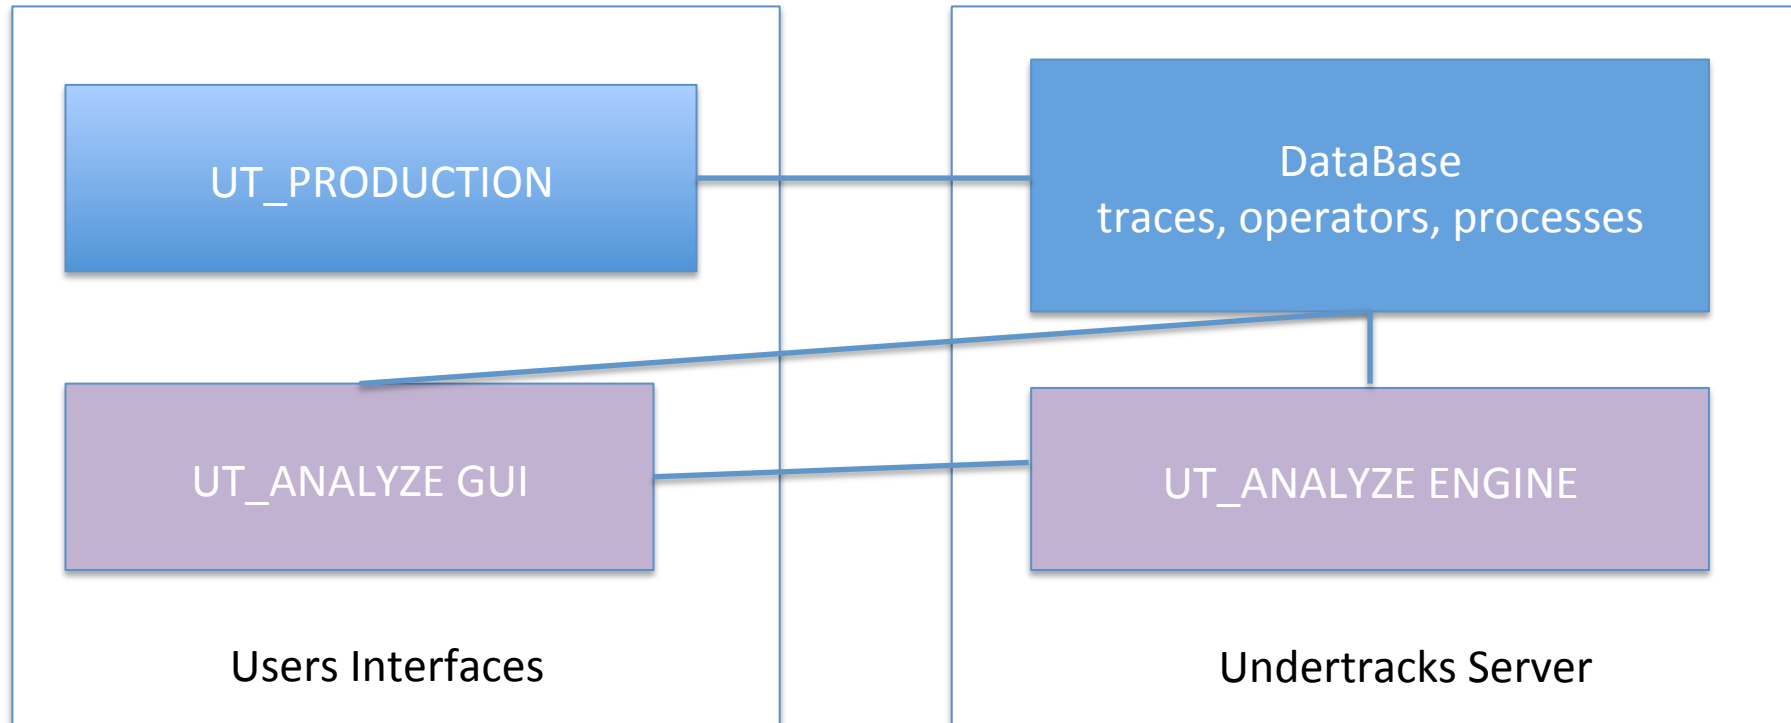 UT_PRODUCTION
DataBase
traces, operators, processes
UT_ANALYZE GUI
UT_ANALYZE ENGINE
Users Interfaces
Undertracks Server